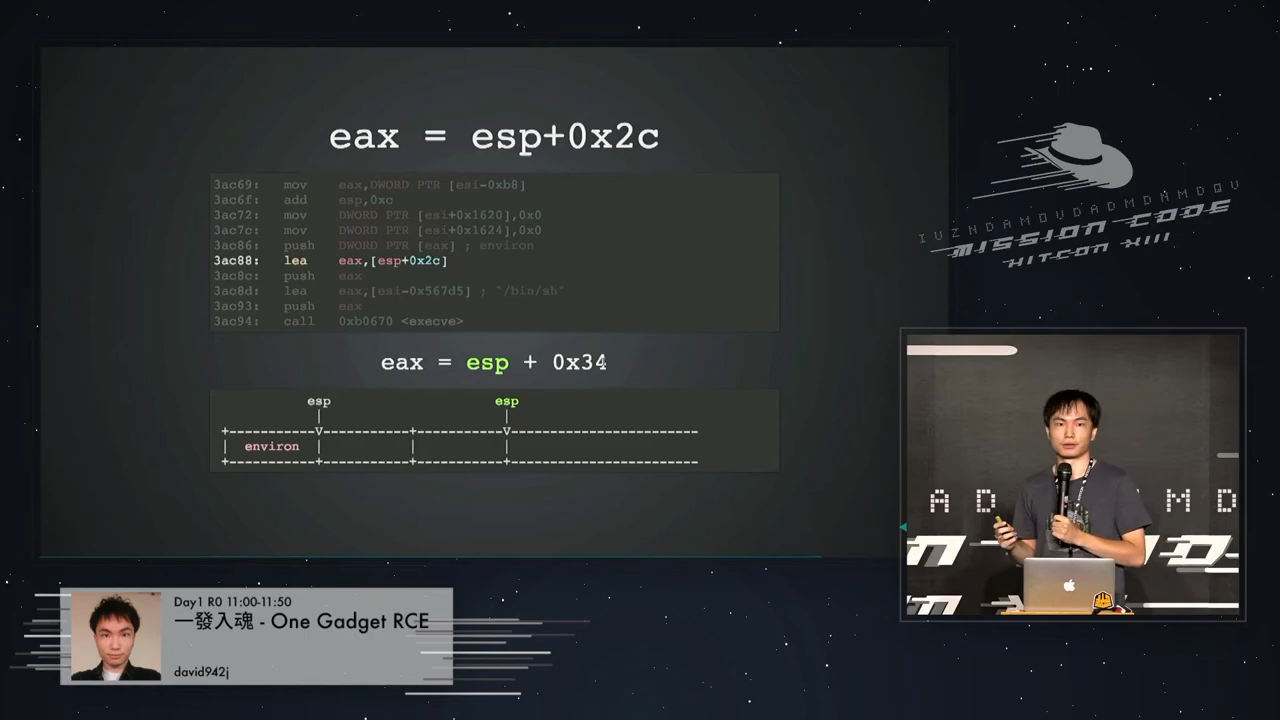 eax = esp+0x2c
3ac69: mov eax,DWORD PTR [esi-0xb8]
3ac6f: add esp,0xc
3ac72: mov DWORD PTR [esi+0x1620],0x0
3ac7c: mov DWORD PTR [esi+0x1624],0x0
3ac86: push DWORD PTR [eax] ; environ
3ac88: lea eax,[esp+0x2c]
3ac8c: push eax
3ac8d: lea eax,[esi-0x567d5] ; "/bin/sh"
3ac93: push eax
3ac94: call 0xb0670 <execve>
eax = esp + 0x34
esp esp
| |
+----------V-----------+-----------V----------------------
| environ | | |
+----------+-----------+-----------+----------------------
IVZNDAMOVDADMDNMDQV
MISSION CODE
HITCON XIII
A D M D
Day1 R0 11:00-11:50
一發入魂 - One Gadget RCE
david942j